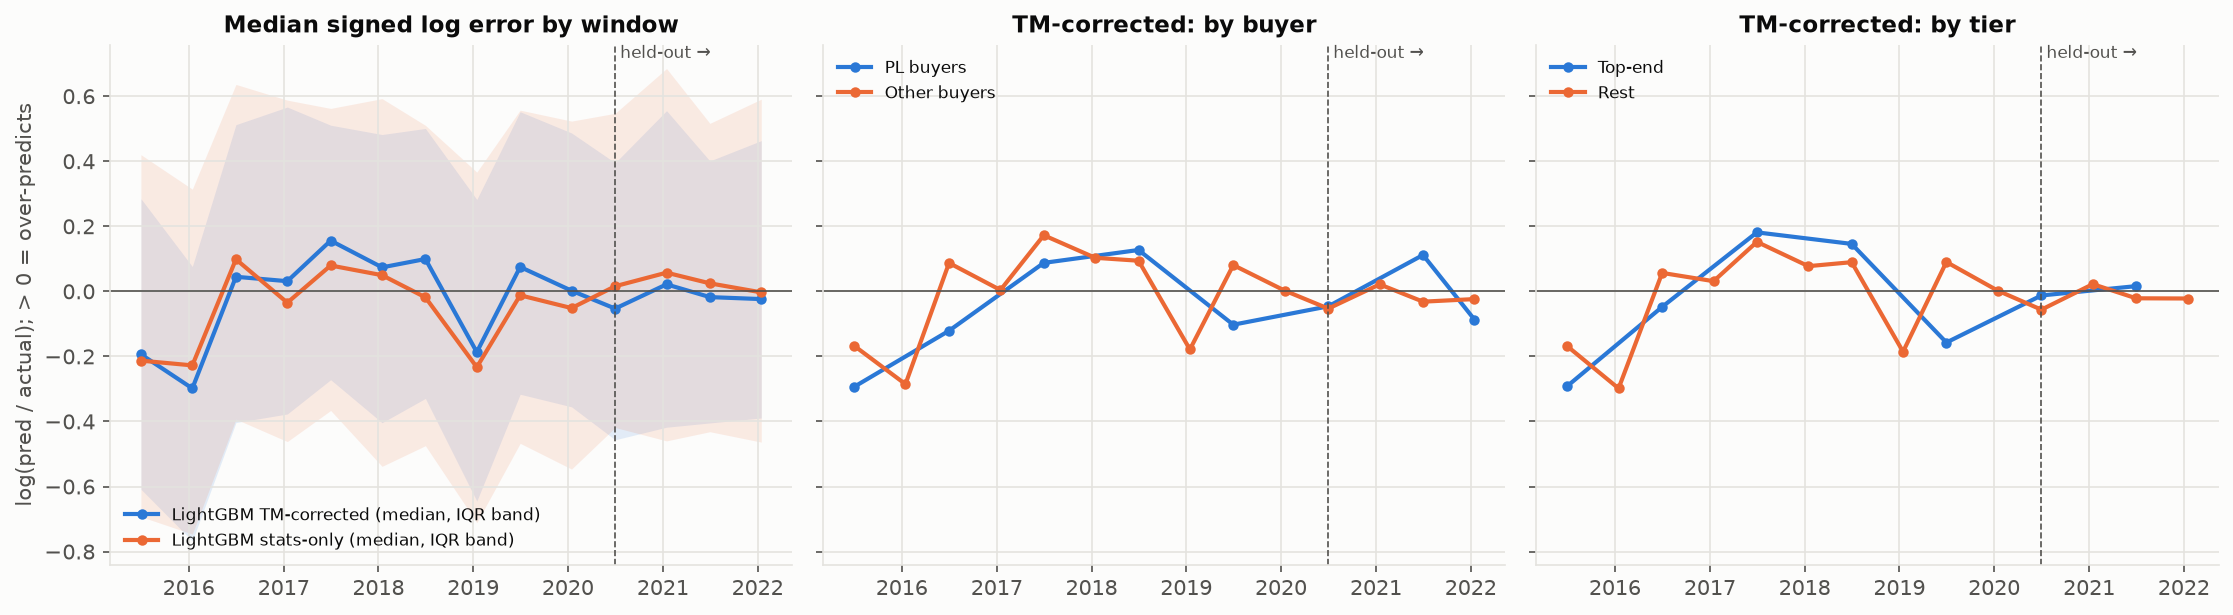 Median signed log error by window
held-out →
log(pred / actual); > 0 = over-predicts
0.6
0.4
0.2
0.0
−0.2
−0.4
−0.6
−0.8
LightGBM TM-corrected (median, IQR band)
LightGBM stats-only (median, IQR band)
2016 2017 2018 2019 2020 2021 2022
TM-corrected: by buyer
held-out →
PL buyers
Other buyers
2016 2017 2018 2019 2020 2021 2022
TM-corrected: by tier
held-out →
Top-end
Rest
2016 2017 2018 2019 2020 2021 2022